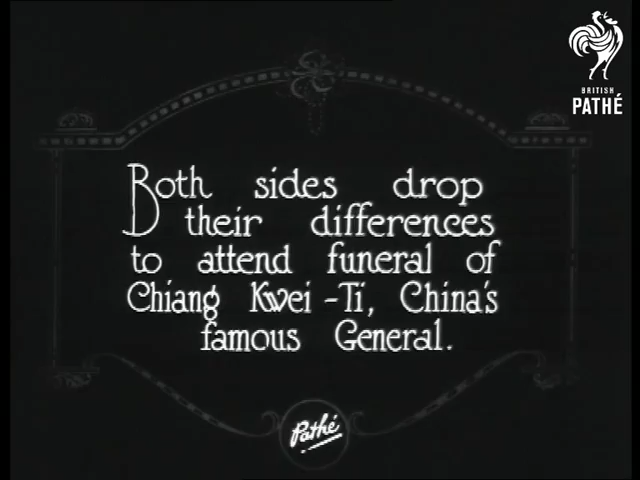 BRITISH
PATHÉ
Both sides drop
their differences
to attend funeral of
Chiang Kwei-Ti, China's
famous General.
Pathé